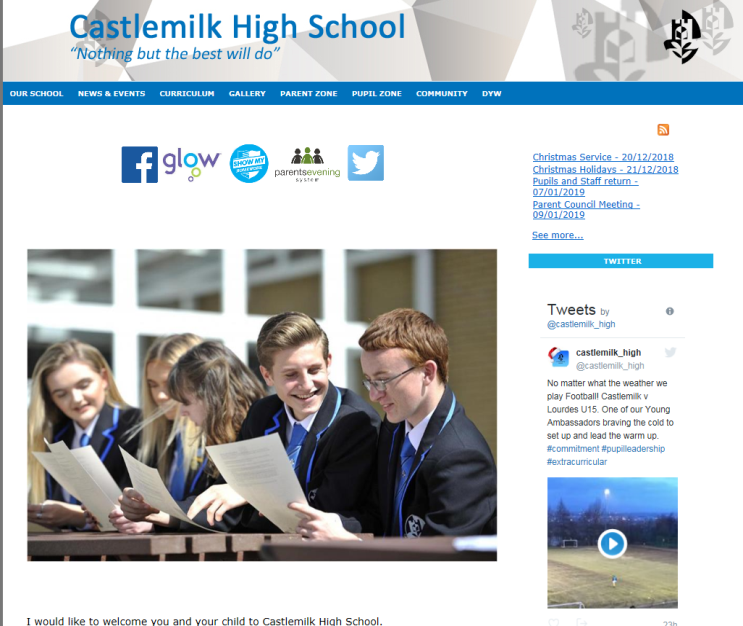 Castlemilk High School
“Nothing but the best will do”
OUR SCHOOL NEWS & EVENTS CURRICULUM GALLERY PARENT ZONE PUPIL ZONE COMMUNITY DYW
glow
SHOW MY
HOMEWORK
parentsevening
system
Christmas Service - 20/12/2018
Christmas Holidays - 21/12/2018
Pupils and Staff return -
07/01/2019
Parent Council Meeting -
09/01/2019
See more...
TWITTER
Tweets by
@castlemilk_high
castlemilk_high
@castlemilk_high
No matter what the weather we
play Football! Castlemilk v
Lourdes U15. One of our Young
Ambassadors braving the cold to
set up and lead the warm up.
#commitment #pupilleadership
#extracurricular
23h
I would like to welcome you and your child to Castlemilk High School.